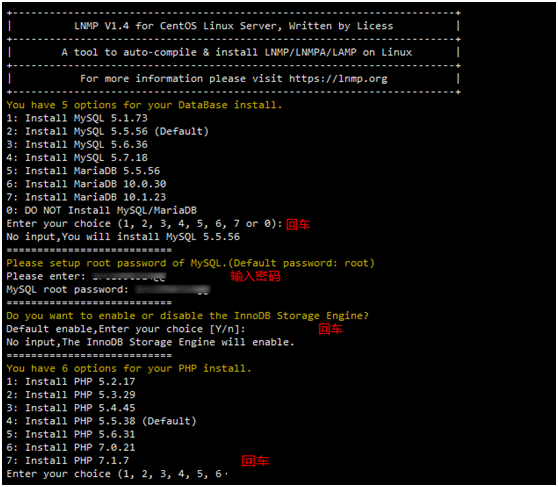 LNMP V1.4 for CentOS Linux Server, Written by Licess
A tool to auto-compile & install LNMP/LNMPA/LAMP on Linux
For more information please visit https://lnmp.org
You have 5 options for your DataBase install.
1: Install MySQL 5.1.73
2: Install MySQL 5.5.56 (Default)
3: Install MySQL 5.6.36
4: Install MySQL 5.7.18
5: Install MariaDB 5.5.56
6: Install MariaDB 10.0.30
7: Install MariaDB 10.1.23
0: DO NOT Install MySQL/MariaDB
Enter your choice (1, 2, 3, 4, 5, 6, 7 or 0): 回车
No input,You will install MySQL 5.5.56
===========================
Please setup root password of MySQL.(Default password: root)
Please enter: 输入密码
MySQL root password:
===========================
Do you want to enable or disable the InnoDB Storage Engine?
Default enable,Enter your choice [Y/n]: 回车
No input,The InnoDB Storage Engine will enable.
===========================
You have 6 options for your PHP install.
1: Install PHP 5.2.17
2: Install PHP 5.3.29
3: Install PHP 5.4.45
4: Install PHP 5.5.38 (Default)
5: Install PHP 5.6.31
6: Install PHP 7.0.21
7: Install PHP 7.1.7 回车
Enter your choice (1, 2, 3, 4, 5, 6